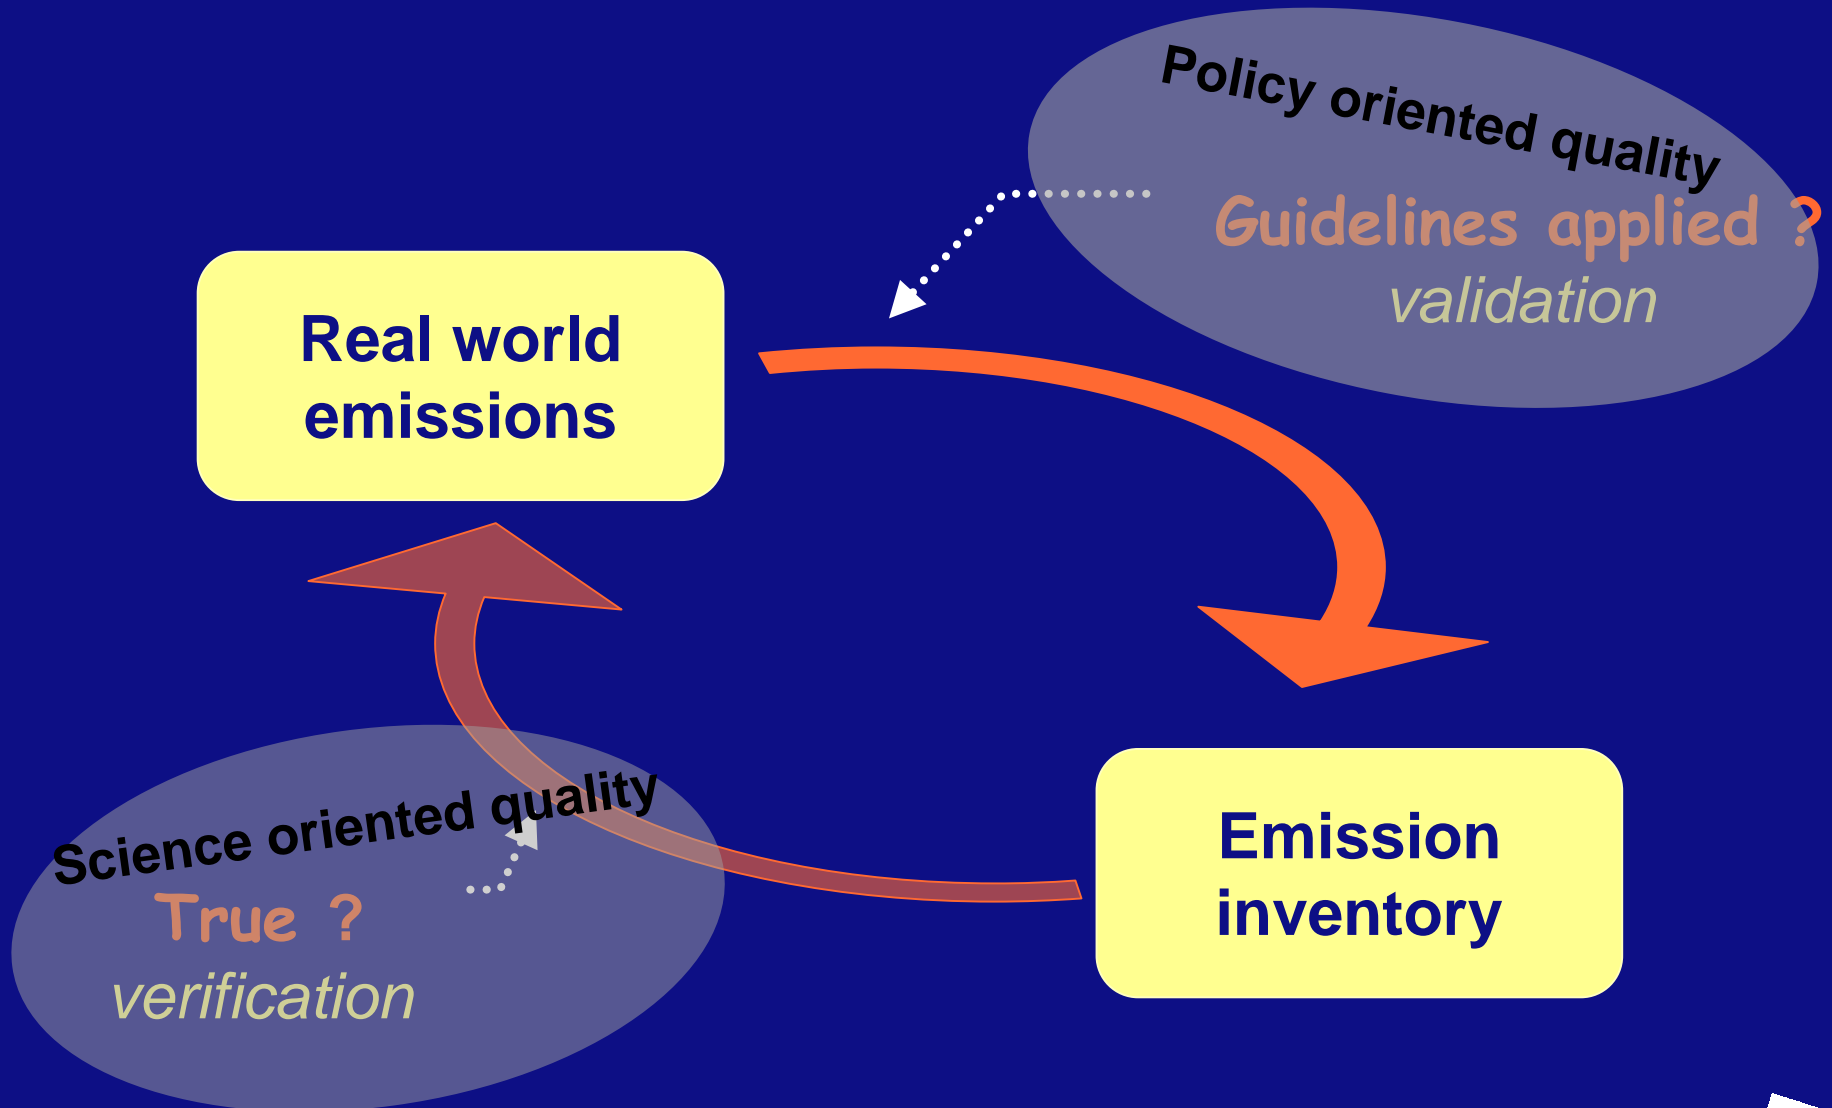 Policy oriented quality
Guidelines applied ?
validation
Real world
emissions
Science oriented quality
True ?
verification
Emission
inventory